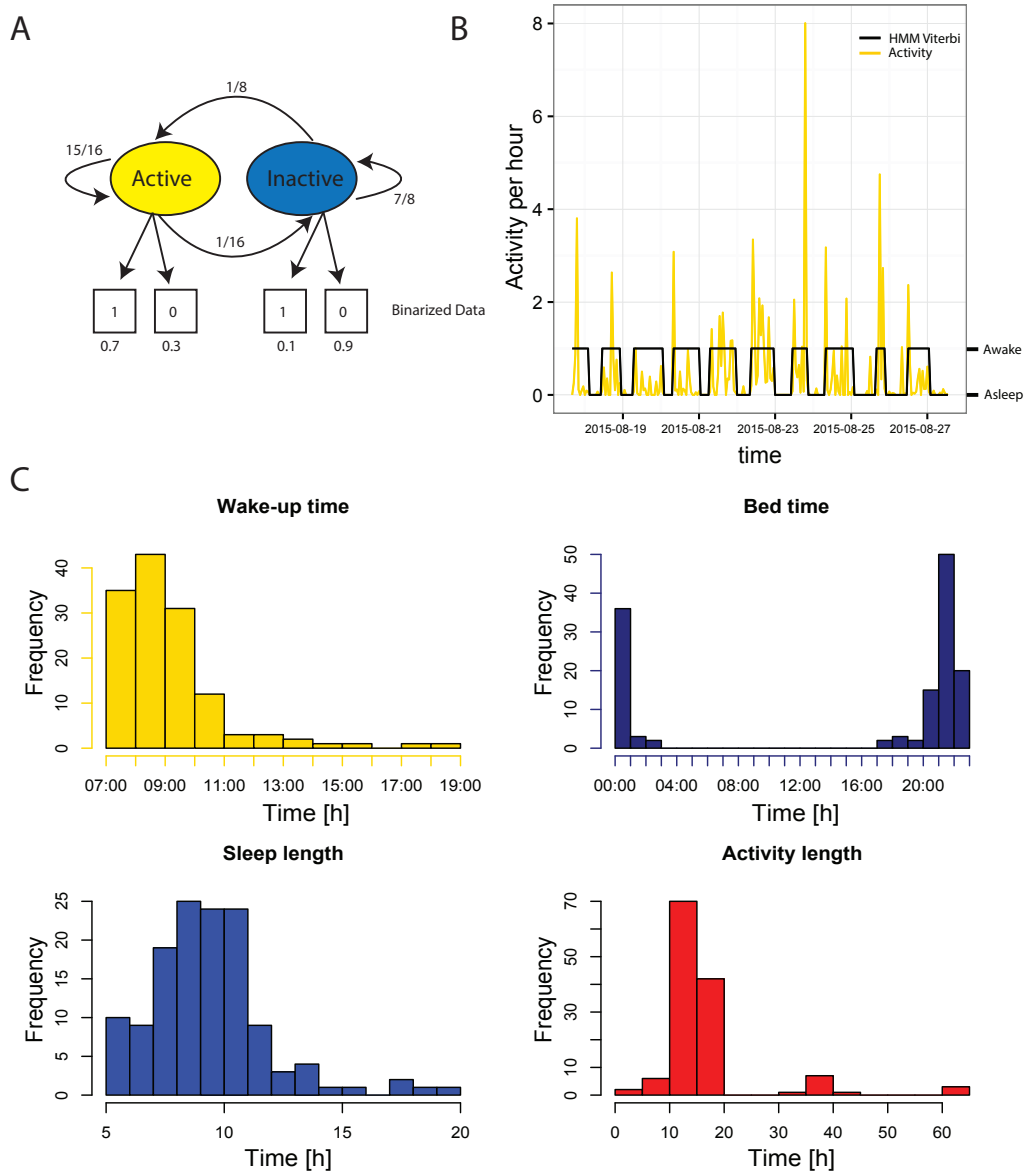 A
1/8
15/16
Active
Inactive
7/8
1/16
1
0
1
0
Binarized Data
0.7
0.3
0.1
0.9
B
8
6
4
2
0
Activity per hour
HMM Viterbi
Activity
Awake
Asleep
2015-08-19
2015-08-21
2015-08-23
2015-08-25
2015-08-27
time
C
Wake-up time
Frequency
0
10
20
30
40
07:00
09:00
11:00
13:00
15:00
17:00
19:00
Time [h]
Bed time
Frequency
0
10
20
30
40
50
00:00
04:00
08:00
12:00
16:00
20:00
Time [h]
Sleep length
Frequency
0
5
10
15
20
25
5
10
15
20
Time [h]
Activity length
Frequency
0
10
30
50
70
0
10
20
30
40
50
60
Time [h]